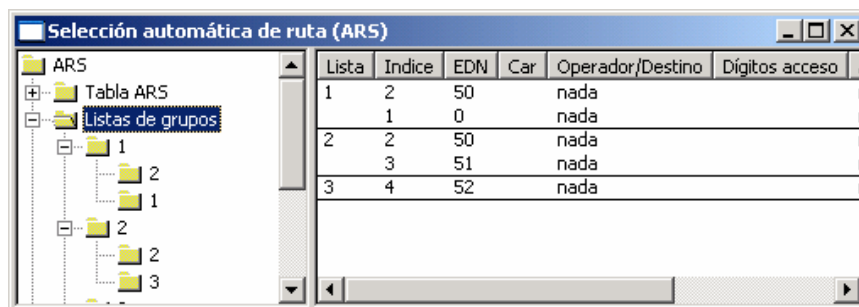 Selección automática de ruta (ARS)
ARS
Tabla ARS
Listas de grupos
1
2
1
2
2
3
Lista Indice EDN Car Operador/Destino Dígitos acceso
1 2 50 nada
1 0 nada
2 2 50 nada
3 51 nada
3 4 52 nada